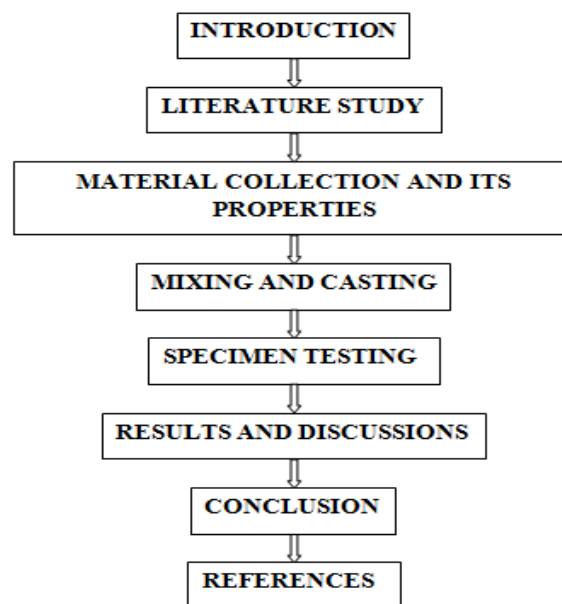 INTRODUCTION
LITERATURE STUDY
MATERIAL COLLECTION AND ITS
PROPERTIES
MIXING AND CASTING
SPECIMEN TESTING
RESULTS AND DISCUSSIONS
CONCLUSION
REFERENCES